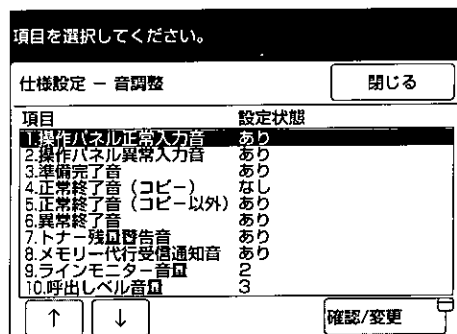 項目を選択してください。
仕様設定 － 音調整
閉じる
項目 設定状態
1.操作パネル正常入力音 あり
2.操作パネル異常入力音 あり
3.準備完了音 あり
4.正常終了音（コピー） なし
5.正常終了音（コピー以外） あり
6.異常終了音 あり
7.トナー残量警告音 あり
8.メモリー代行受信通知音 あり
9.ラインモニター音量 2
10.呼出しベル音量 3
↑ ↓ 確認/変更